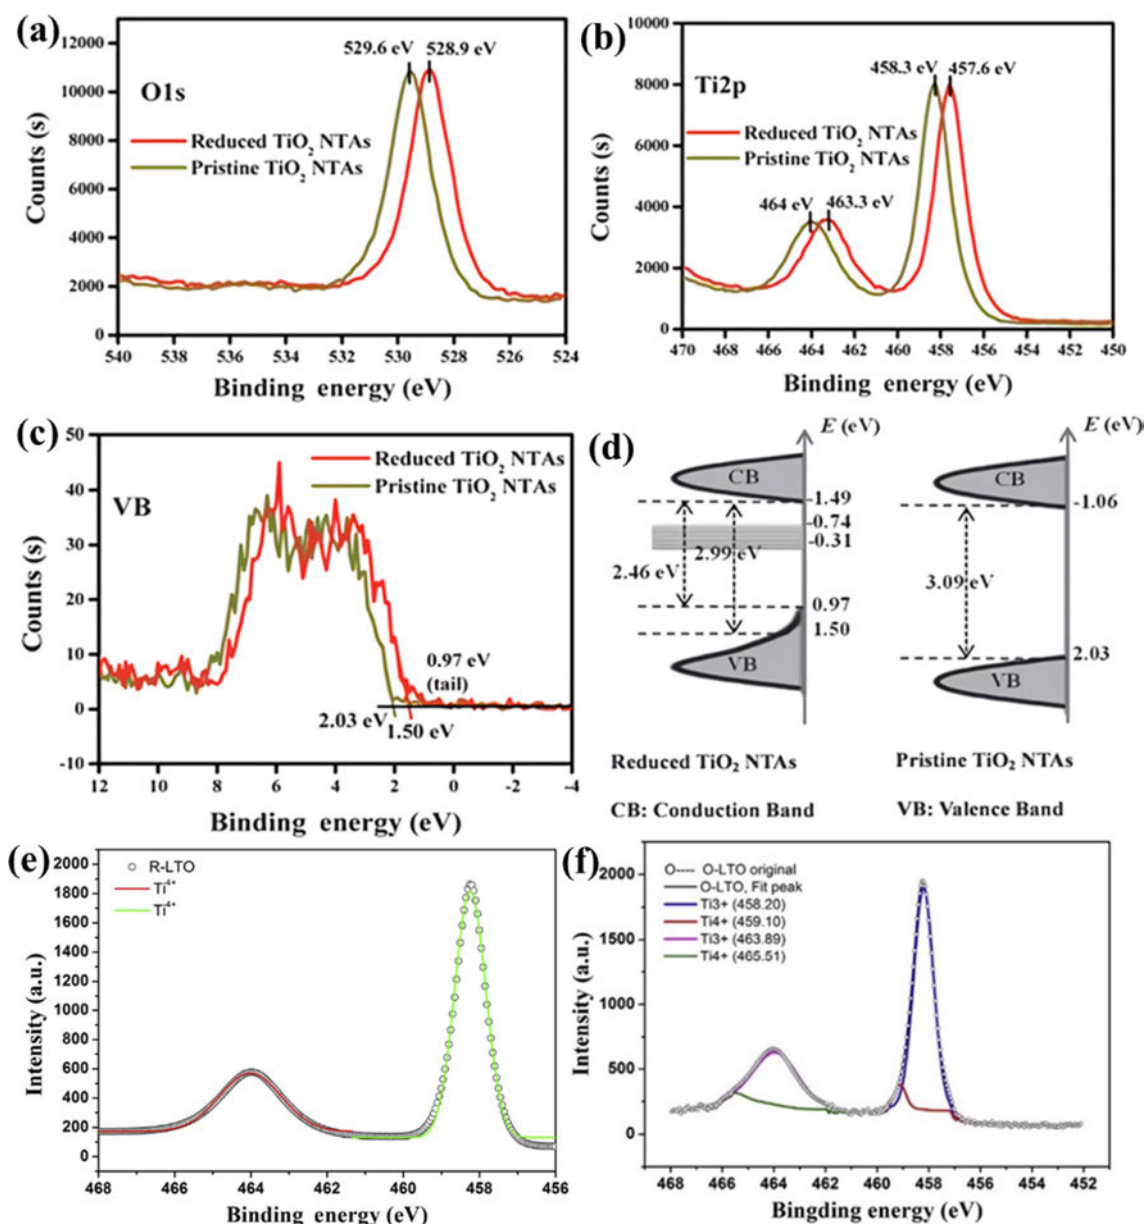 (a)
529.6 eV 528.9 eV
O1s
Reduced TiO2 NTAs
Pristine TiO2 NTAs
12000
10000
8000
6000
4000
2000
0
Counts (s)
540 538 536 534 532 530 528 526 524
Binding energy (eV)
(b)
458.3 eV 457.6 eV
Ti2p
Reduced TiO2 NTAs
Pristine TiO2 NTAs
464 eV 463.3 eV
10000
8000
6000
4000
2000
0
Counts (s)
470 468 466 464 462 460 458 456 454 452 450
Binding energy (eV)
(c)
Reduced TiO2 NTAs
Pristine TiO2 NTAs
VB
50
40
30
20
10
0
-10
Counts (s)
0.97 eV
(tail)
2.03 eV
1.50 eV
12 10 8 6 4 2 0 -2 -4
Binding energy (eV)
(d)
E (eV) E (eV)
CB CB
-1.49 -1.06
-0.74
-0.31
2.99 eV
2.46 eV
3.09 eV
0.97
1.50
2.03
VB VB
Reduced TiO2 NTAs Pristine TiO2 NTAs
CB: Conduction Band VB: Valence Band
(e)
R-LTO
Ti4+
Ti4+
2000
1800
1600
1400
1200
1000
800
600
400
200
0
Intensity (a.u.)
468 466 464 462 460 458 456
Binding energy (eV)
(f)
O---- O-LTO original
O-LTO, Fit peak
Ti3+ (458.20)
Ti4+ (459.10)
Ti3+ (463.89)
Ti4+ (465.51)
2000
1500
1000
500
0
Intensity (a.u.)
468 466 464 462 460 458 456 454 452
Bingding energy (eV)